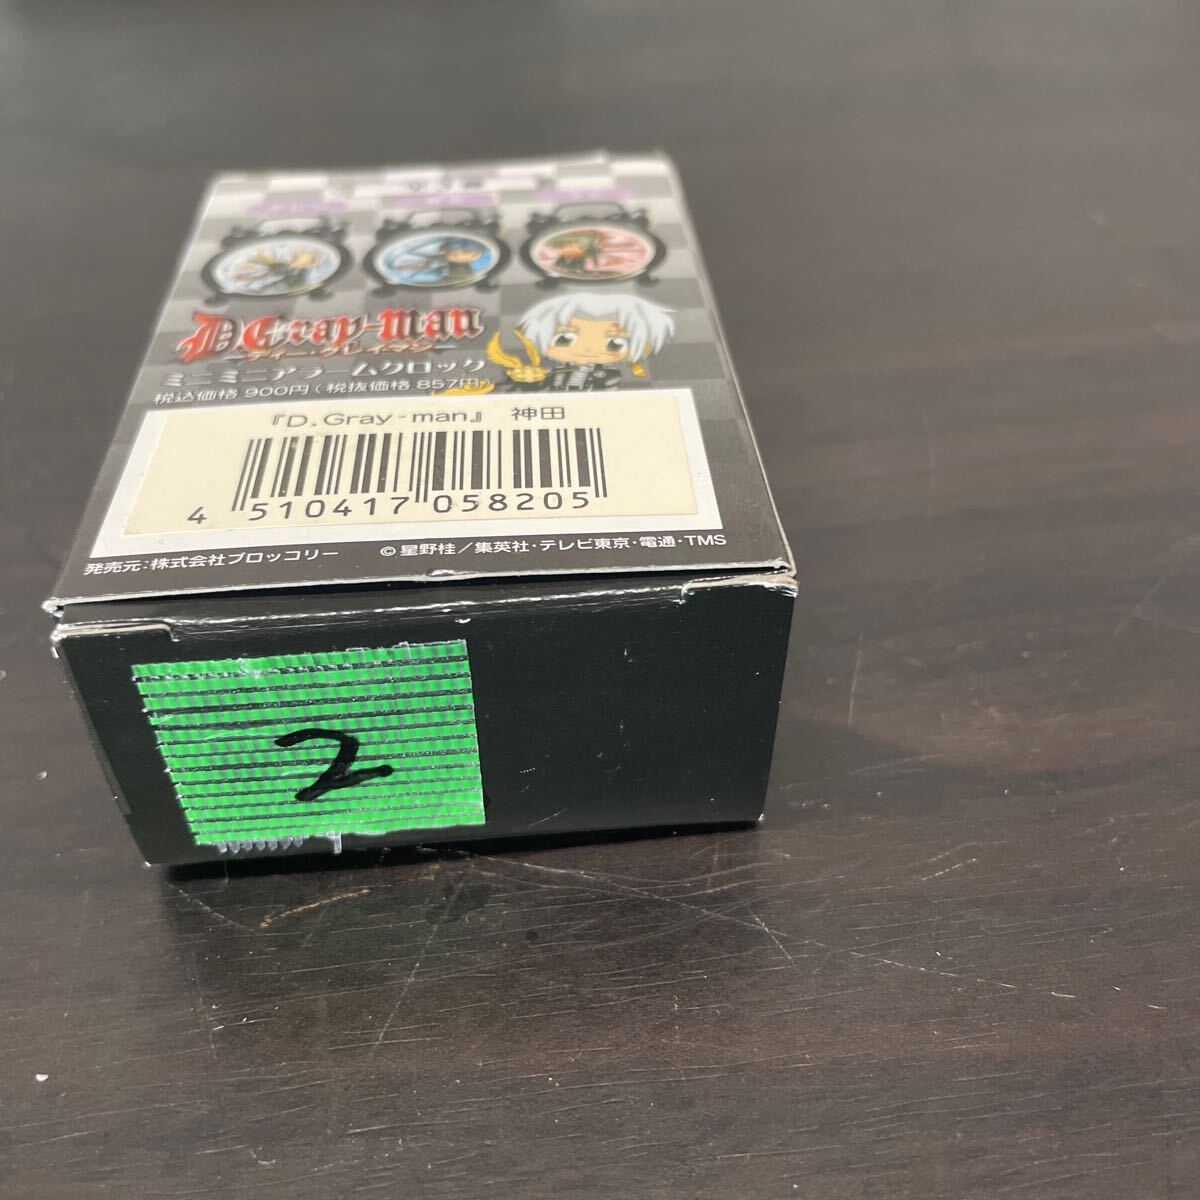 D.Gray-man
ーディー・グレイマンー
ミニミニアラームクロック
税込価格 900円(税抜価格 857円)
『D.Gray-man』 神田
4 510417 058205
発売元:株式会社ブロッコリー ©星野桂/集英社・テレビ東京・電通・TMS
2